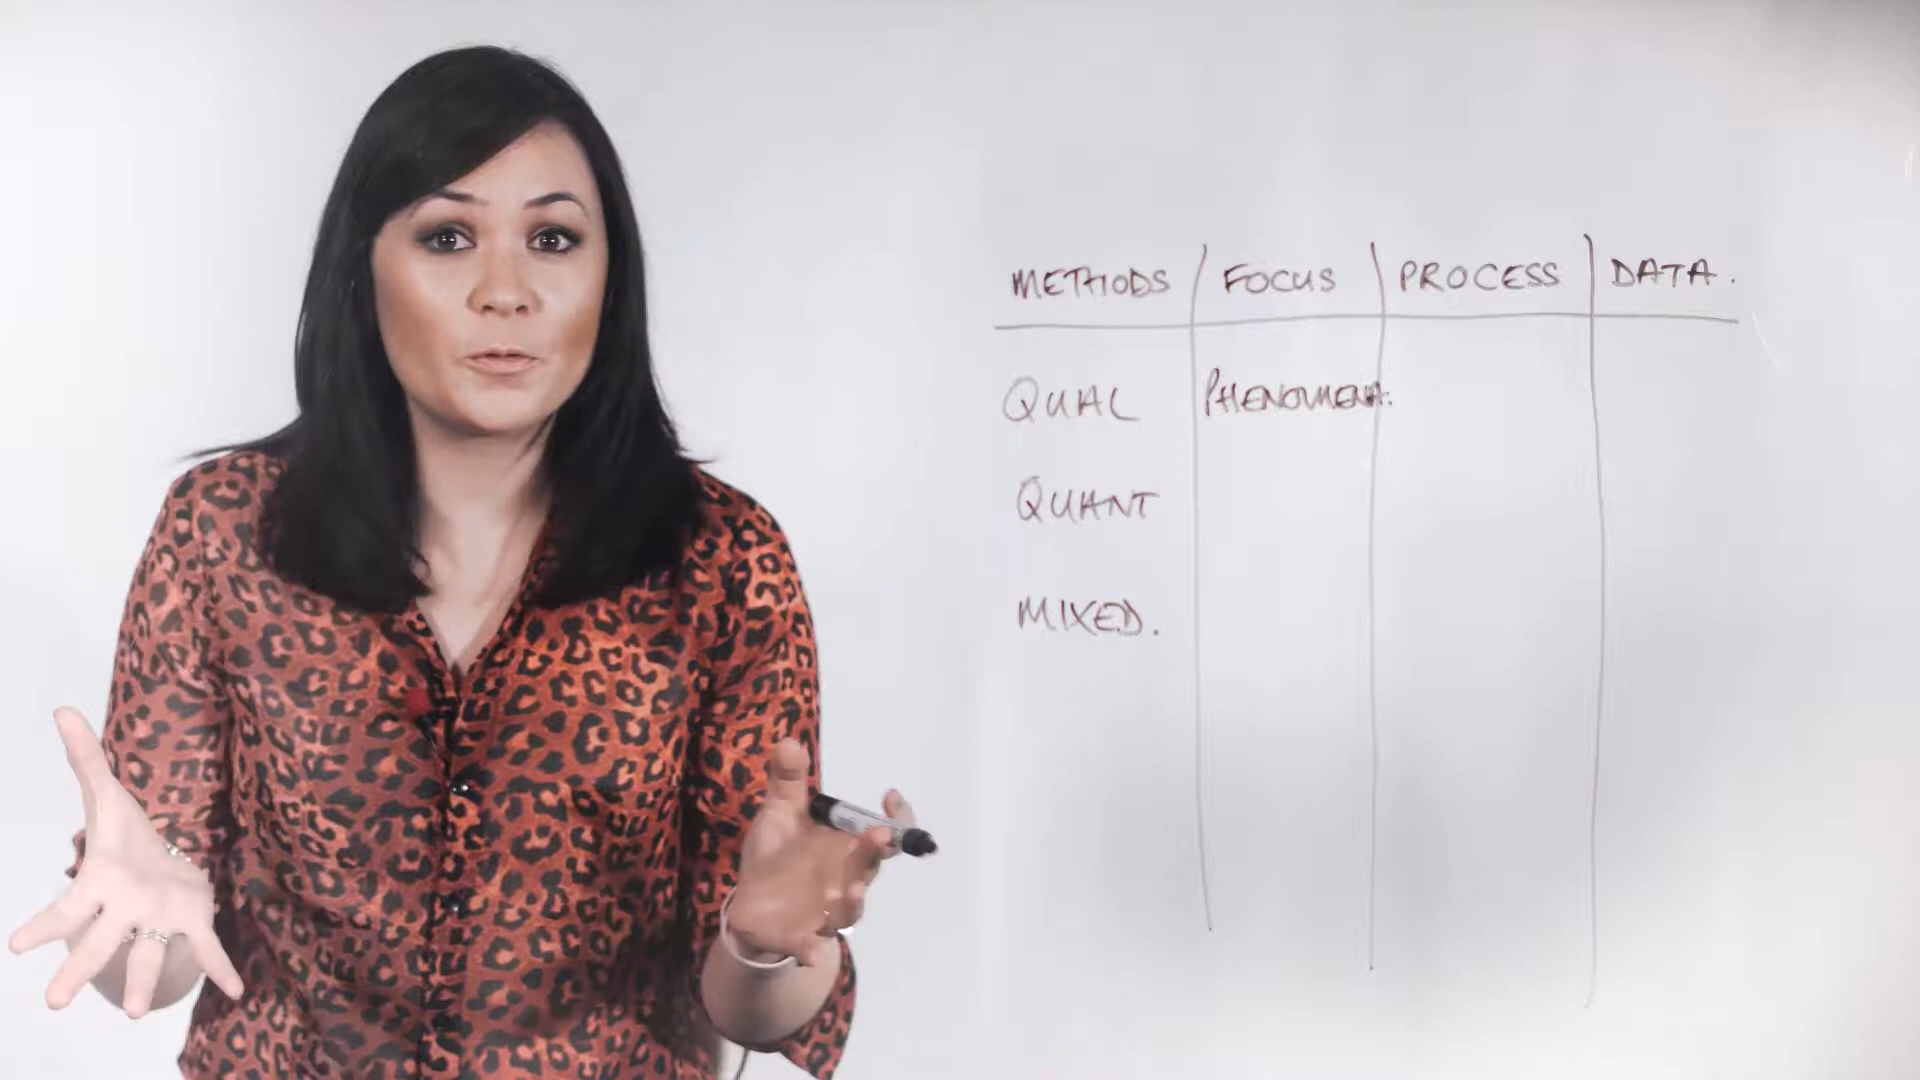 METHODS FOCUS PROCESS DATA.
QUAL PHENOMENA.
QUANT
MIXED.